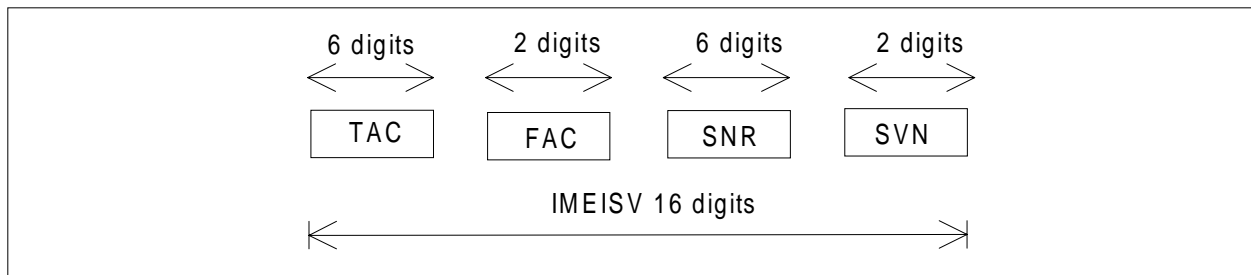 6 digits 2 digits 6 digits 2 digits
TAC FAC SNR SVN
IMEISV 16 digits